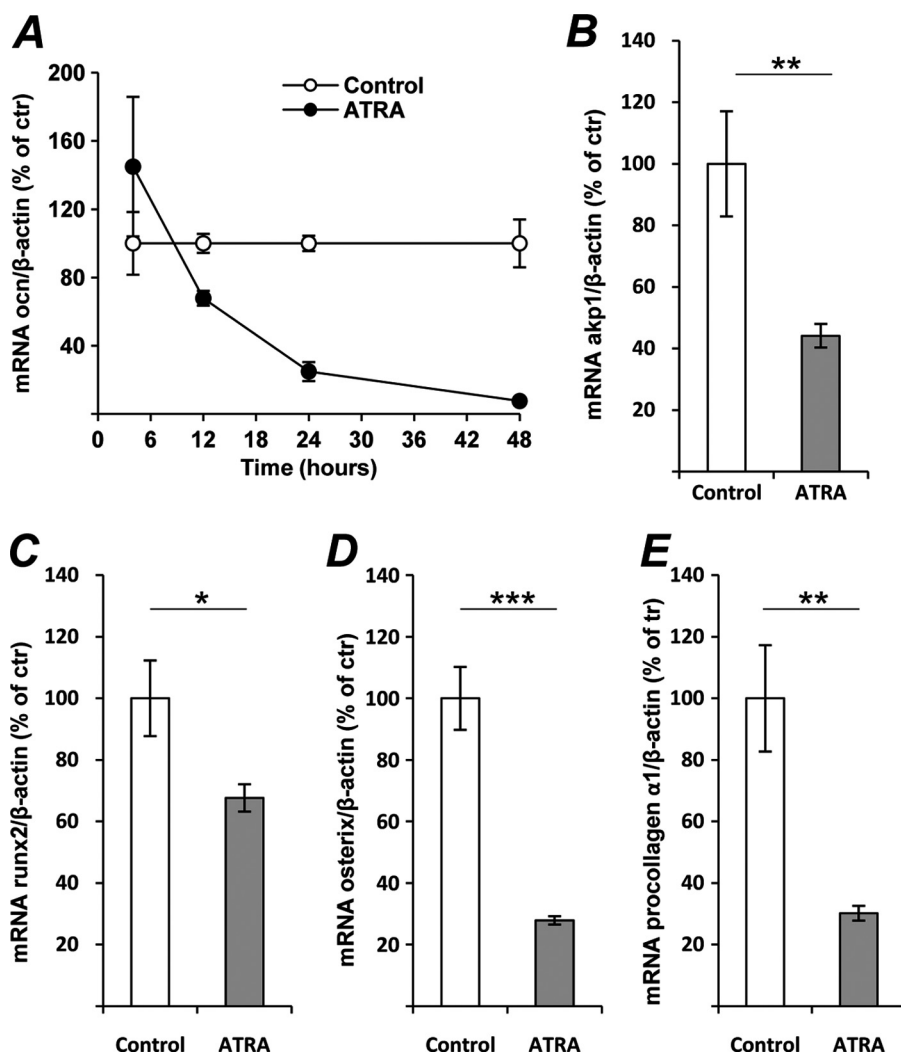 A
mRNA ocn/β-actin (% of ctr)
200
160
120
80
40
Control
ATRA
0 6 12 18 24 30 36 42 48
Time (hours)
B
mRNA akp1/β-actin (% of ctr)
140
120
100
80
60
40
20
**
Control ATRA
C
mRNA runx2/β-actin (% of ctr)
140
120
100
80
60
40
20
*
Control ATRA
D
mRNA osterix/β-actin (% of ctr)
140
120
100
80
60
40
20
***
Control ATRA
E
mRNA procollagen α1/β-actin (% of tr)
140
120
100
80
60
40
20
**
Control ATRA